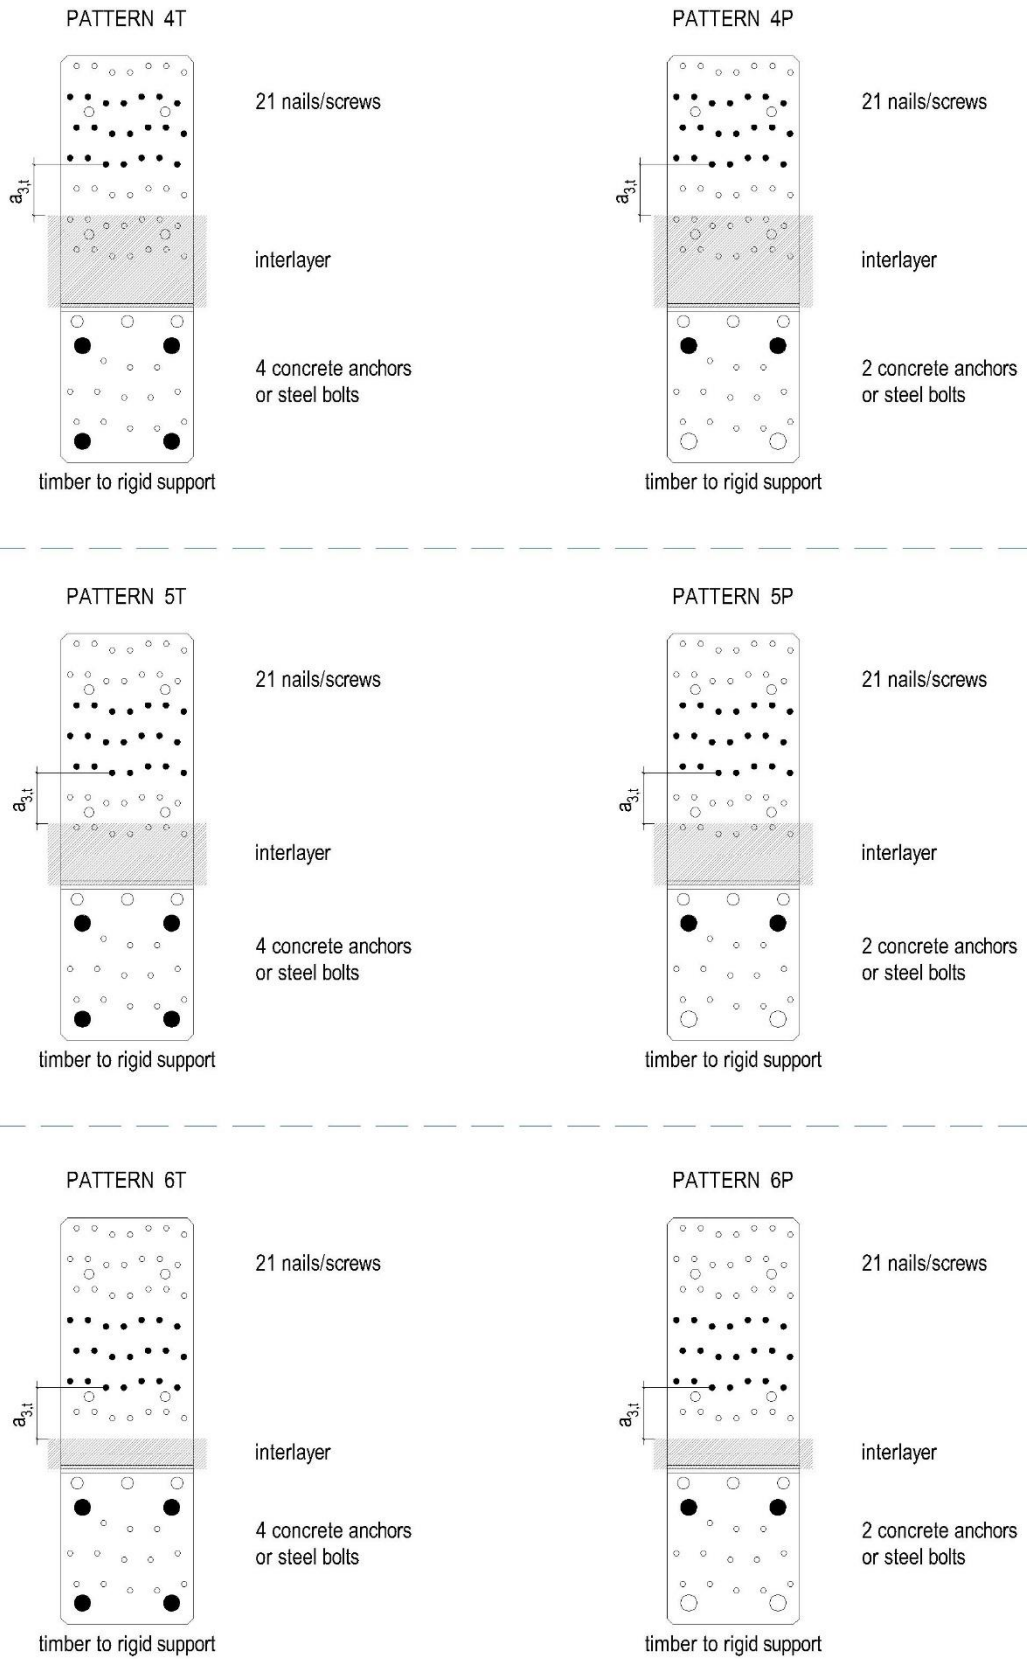 PATTERN 4T
21 nails/screws
a3,t
interlayer
4 concrete anchors
or steel bolts
timber to rigid support
PATTERN 4P
21 nails/screws
a3,t
interlayer
2 concrete anchors
or steel bolts
timber to rigid support
PATTERN 5T
21 nails/screws
a3,t
interlayer
4 concrete anchors
or steel bolts
timber to rigid support
PATTERN 5P
21 nails/screws
a3,t
interlayer
2 concrete anchors
or steel bolts
timber to rigid support
PATTERN 6T
21 nails/screws
a3,t
interlayer
4 concrete anchors
or steel bolts
timber to rigid support
PATTERN 6P
21 nails/screws
a3,t
interlayer
2 concrete anchors
or steel bolts
timber to rigid support